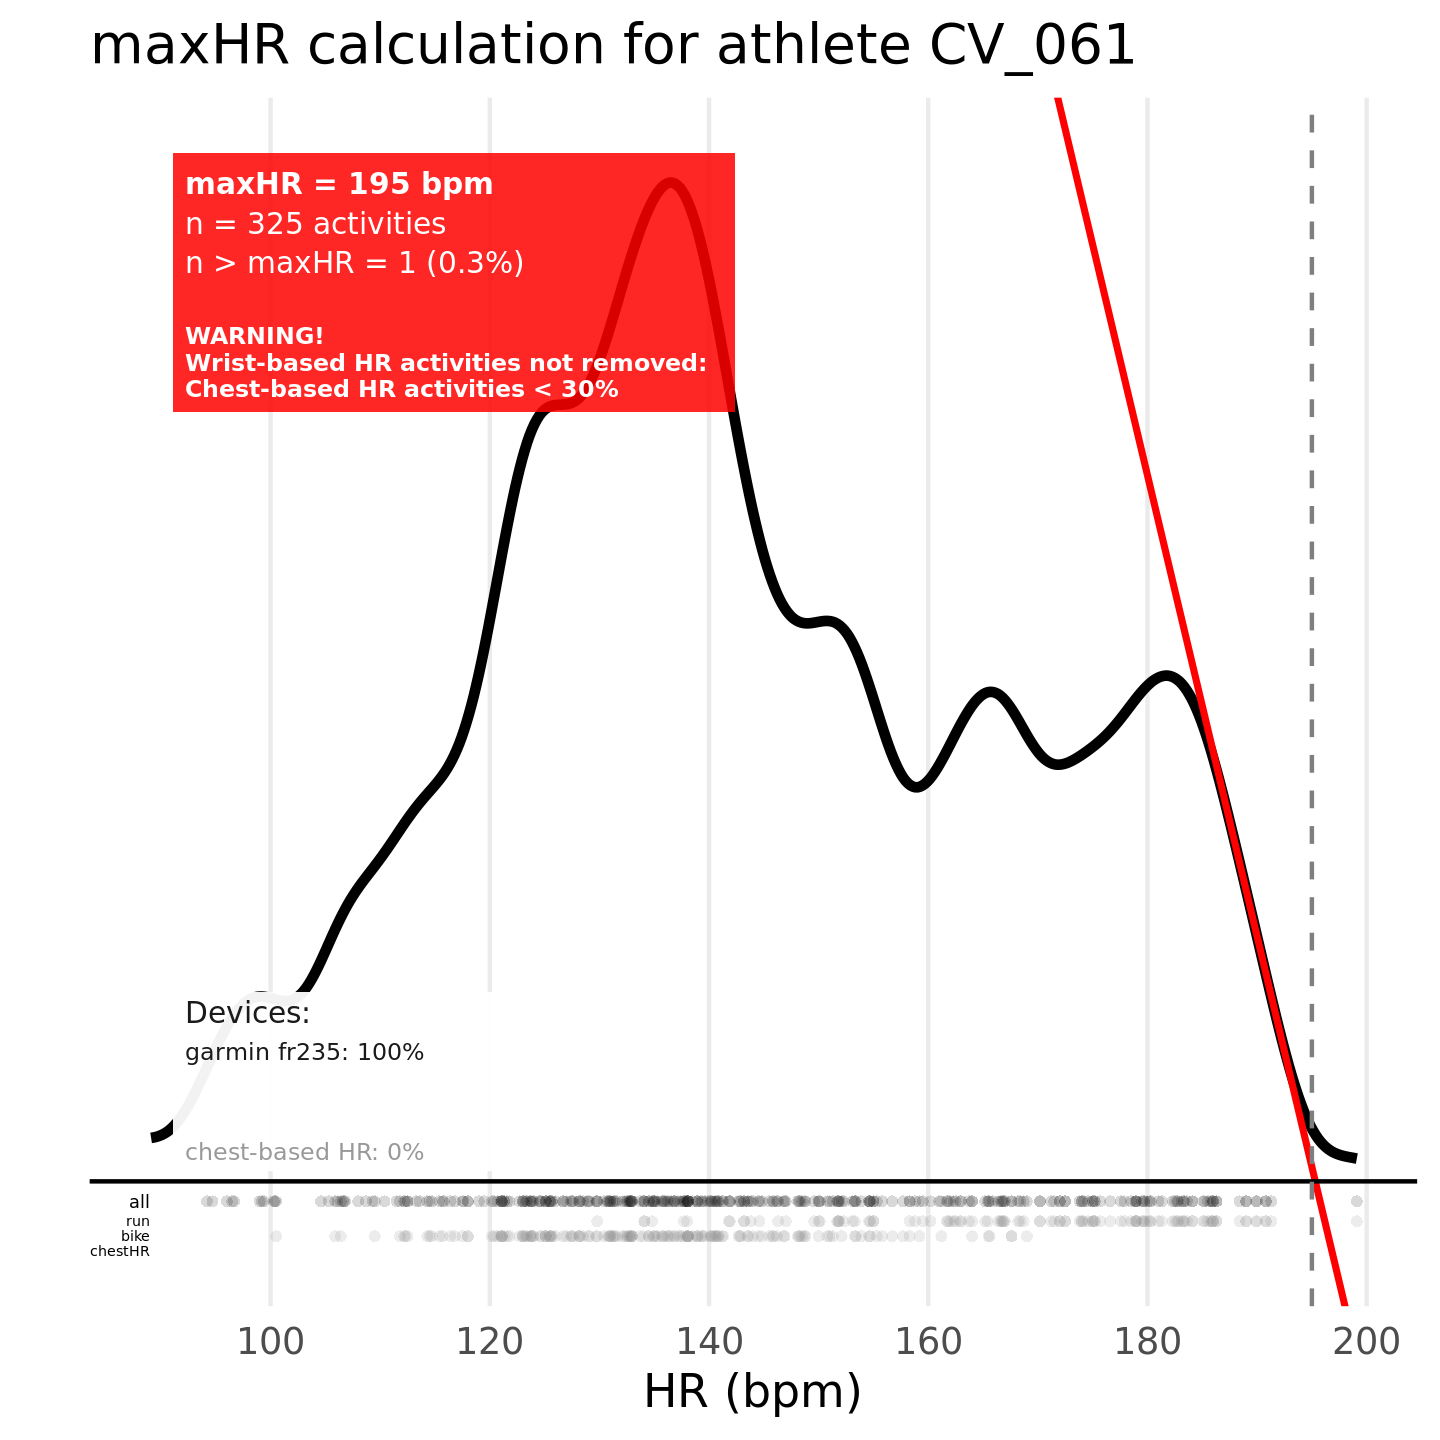 maxHR calculation for athlete CV_061
maxHR = 195 bpm
n = 325 activities
n > maxHR = 1 (0.3%)
WARNING!
Wrist-based HR activities not removed:
Chest-based HR activities < 30%
Devices:
garmin fr235: 100%
chest-based HR: 0%
all
run
bike
chestHR
100 120 140 160 180 200
HR (bpm)